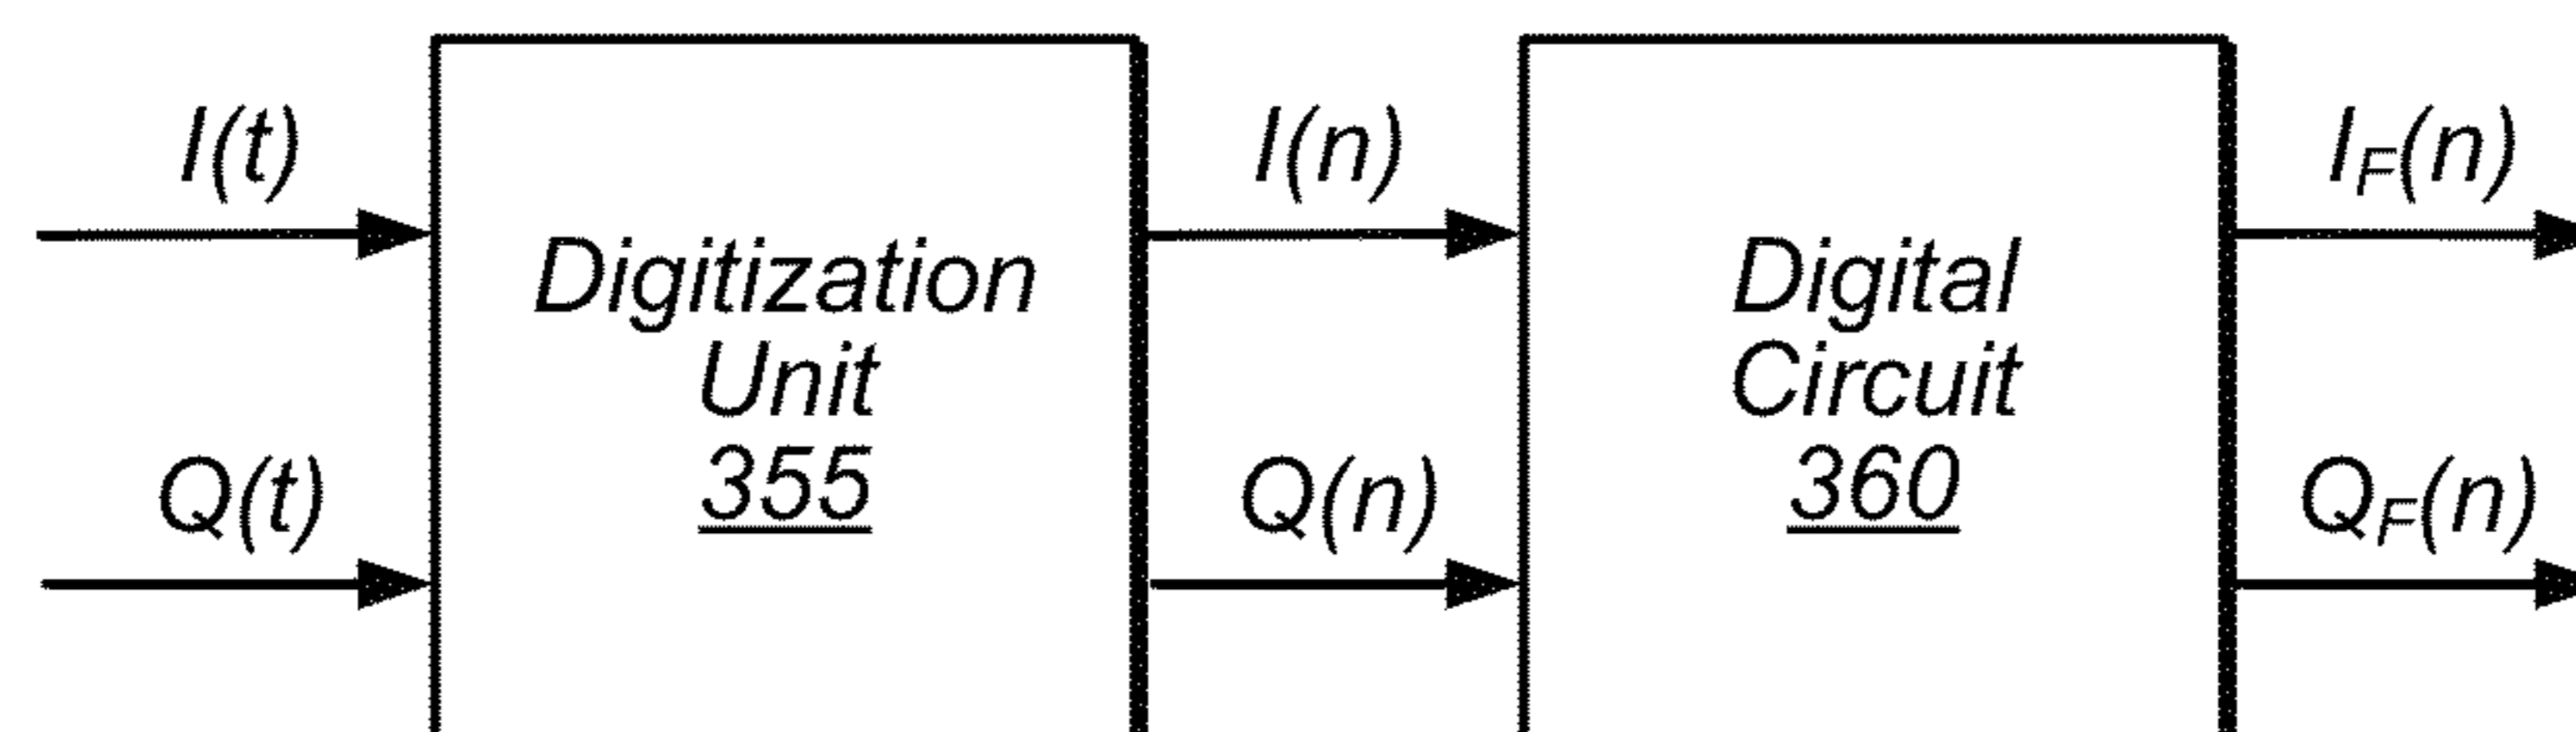 I(t)
Q(t)
Digitization
Unit
355
I(n)
Q(n)
Digital
Circuit
360
I_F(n)
Q_F(n)